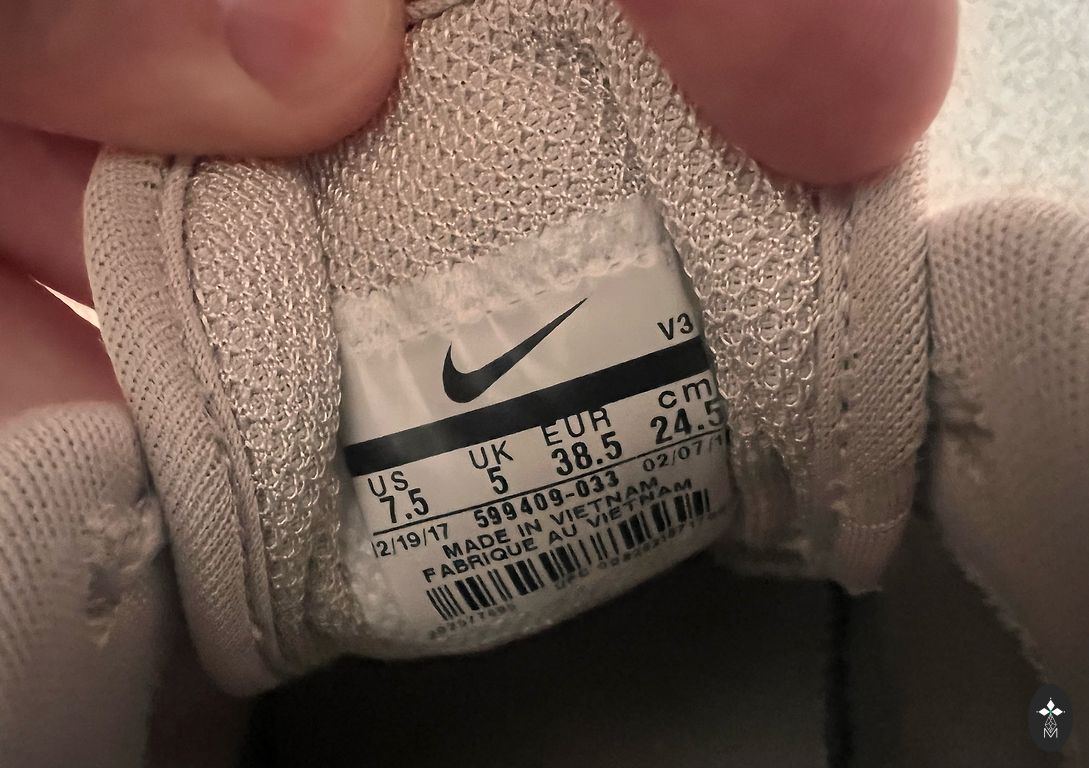 V3
US UK EUR cm
7.5 5 38.5 24.5
12/19/17 599409-033 02/07/1
MADE IN VIETNAM
FABRIQUE AU VIETNAM
M